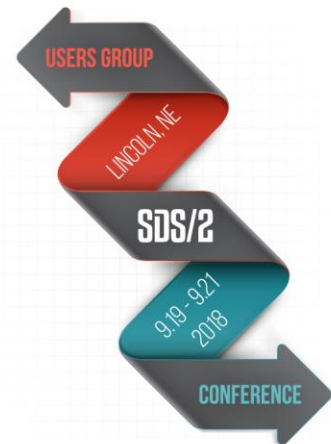 USERS GROUP
LINCOLN, NE
SDS/2
9.19 - 9.21
2018
CONFERENCE